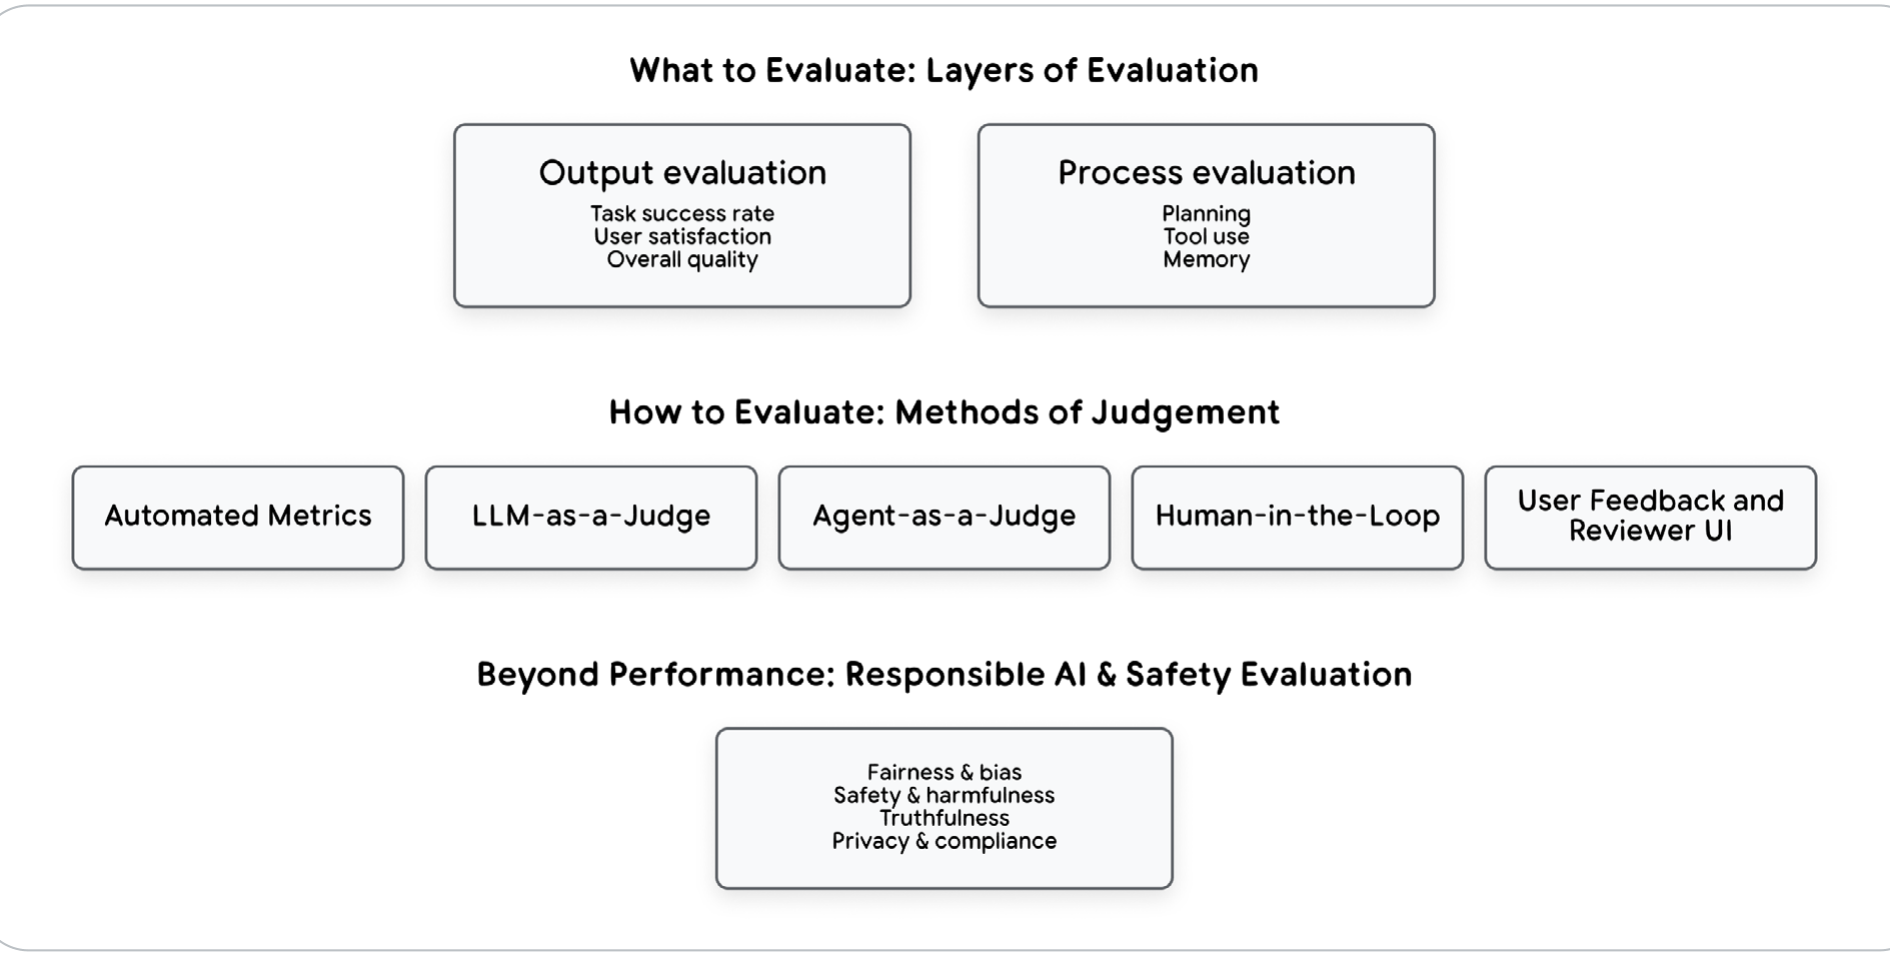 What to Evaluate: Layers of Evaluation
Output evaluation
Task success rate
User satisfaction
Overall quality
Process evaluation
Planning
Tool use
Memory
How to Evaluate: Methods of Judgement
Automated Metrics
LLM-as-a-Judge
Agent-as-a-Judge
Human-in-the-Loop
User Feedback and
Reviewer UI
Beyond Performance: Responsible AI & Safety Evaluation
Fairness & bias
Safety & harmfulness
Truthfulness
Privacy & compliance